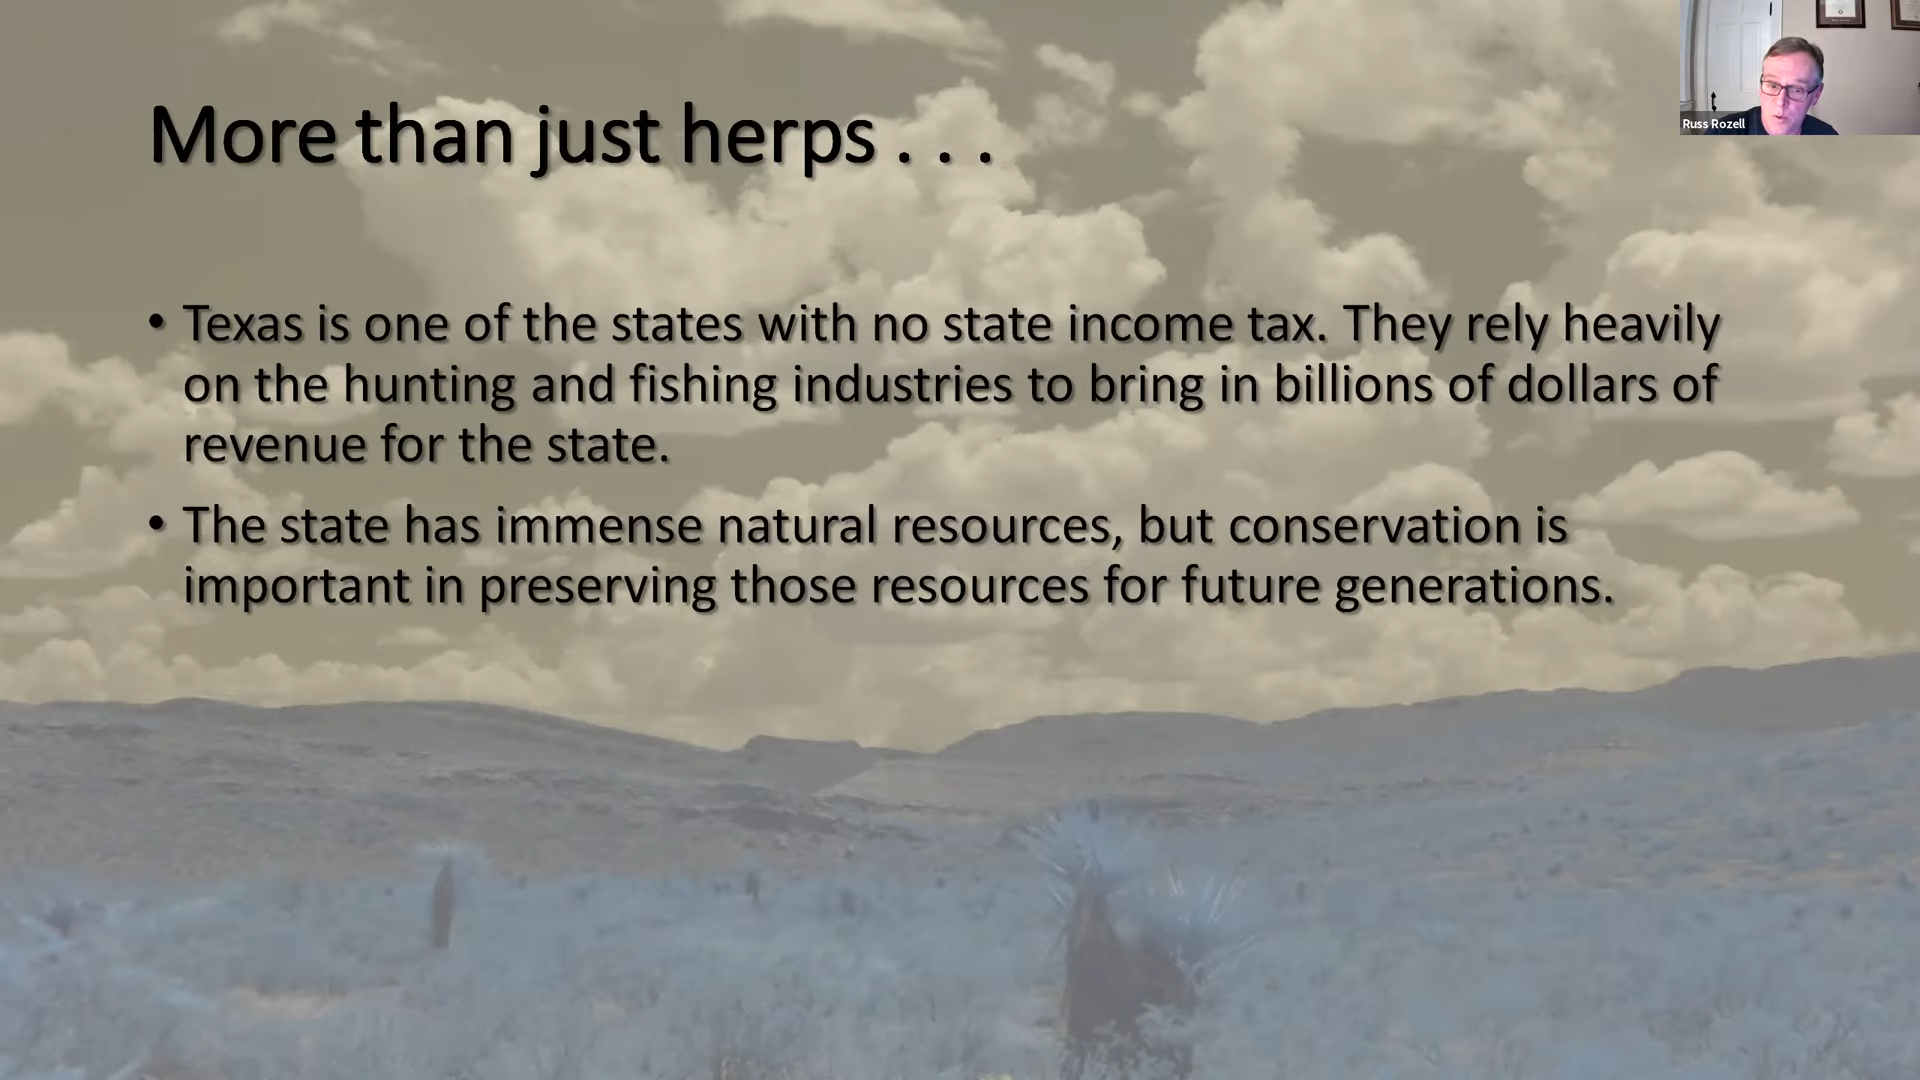 More than just herps . . .
Russ Rozell
• Texas is one of the states with no state income tax. They rely heavily
on the hunting and fishing industries to bring in billions of dollars of
revenue for the state.
• The state has immense natural resources, but conservation is
important in preserving those resources for future generations.